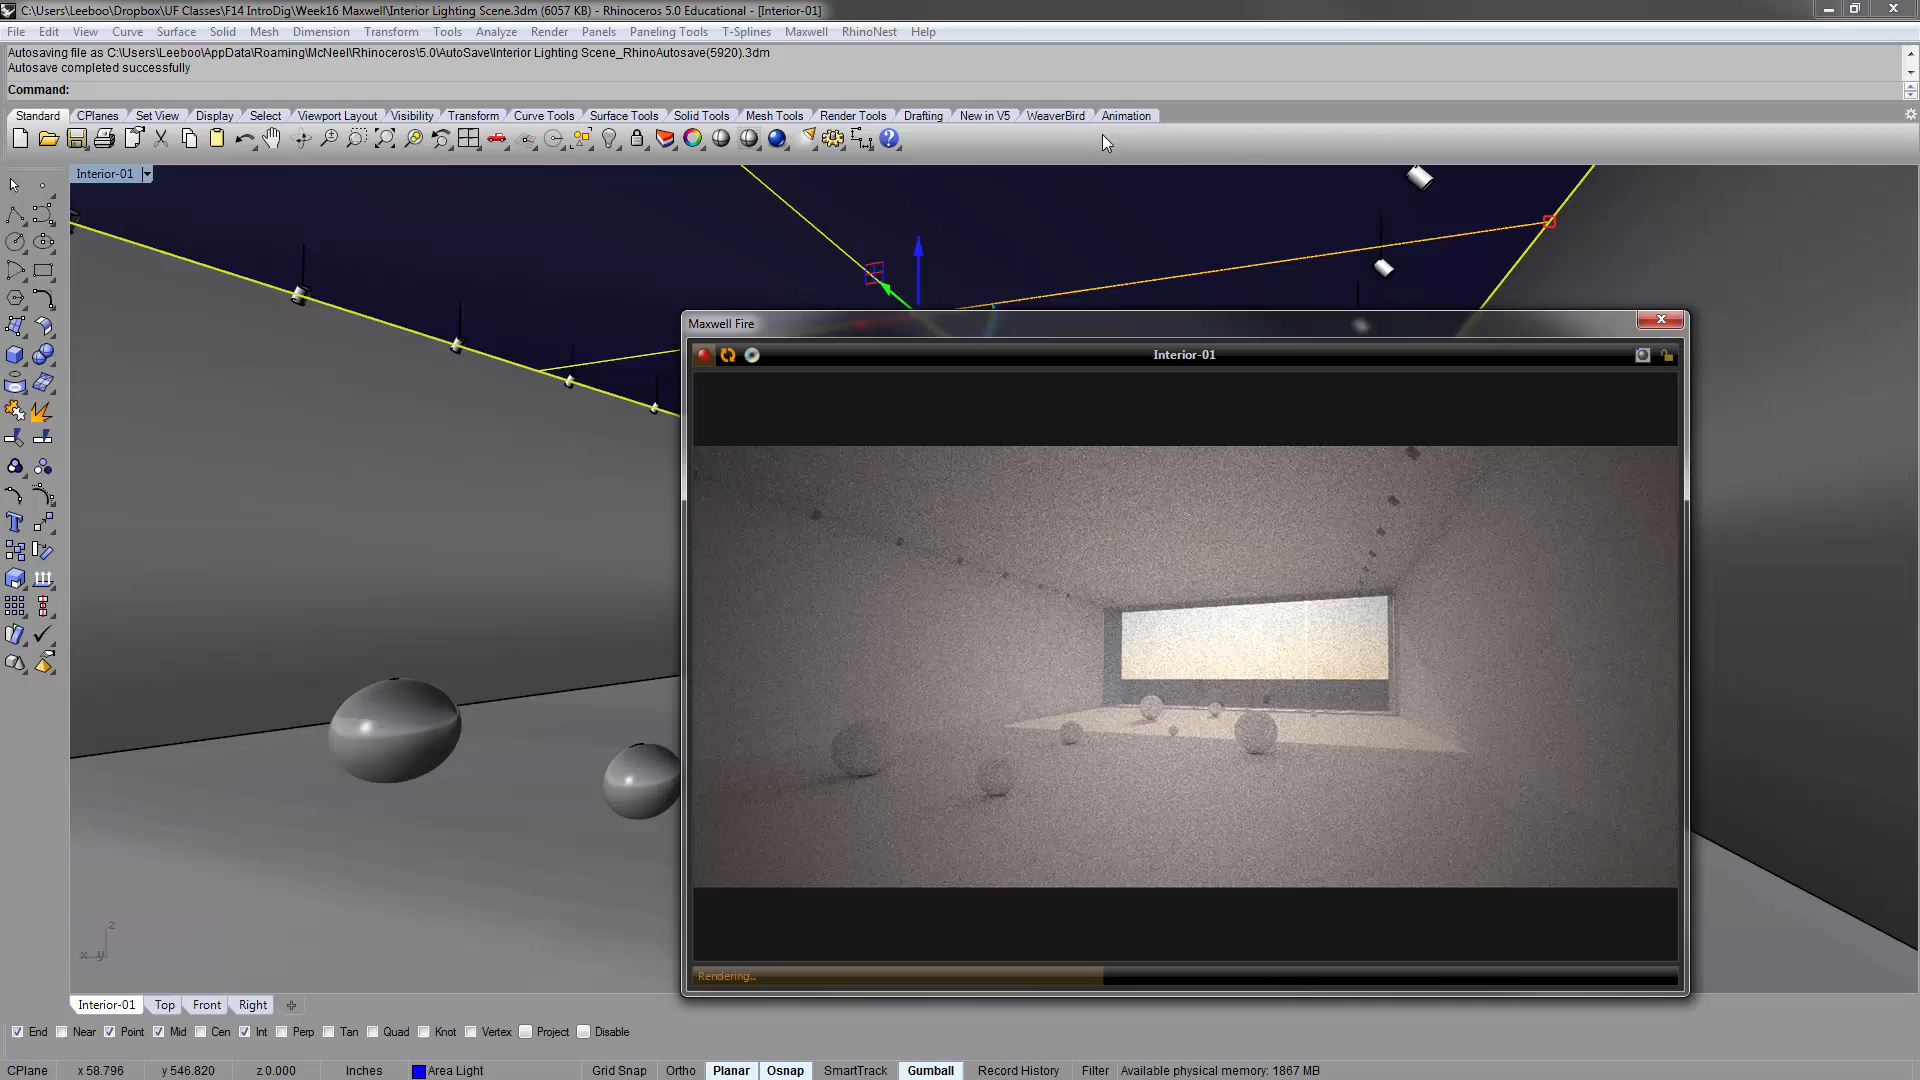 C:\Users\Leeboo\Dropbox\UF Classes\F14 IntroDig\Week16 Maxwell\Interior Lighting Scene.3dm (6057 KB) - Rhinoceros 5.0 Educational - [Interior-01]
File Edit View Curve Surface Solid Mesh Dimension Transform Tools Analyze Render Panels Paneling Tools T-Splines Maxwell RhinoNest Help
Autosaving file as C:\Users\Leeboo\AppData\Roaming\McNeel\Rhinoceros\5.0\AutoSave\Interior Lighting Scene_RhinoAutosave(5920).3dm
Autosave completed successfully
Command:
Standard CPlanes Set View Display Select Viewport Layout Visibility Transform Curve Tools Surface Tools Solid Tools Mesh Tools Render Tools Drafting New in V5 WeaverBird Animation
Interior-01
Maxwell Fire
Interior-01
Rendering...
z
x y
Interior-01 Top Front Right
End Near Point Mid Cen Int Perp Tan Quad Knot Vertex Project Disable
CPlane x 58.796 y 546.820 z 0.000 Inches Area Light Grid Snap Ortho Planar Osnap SmartTrack Gumball Record History Filter Available physical memory: 1867 MB